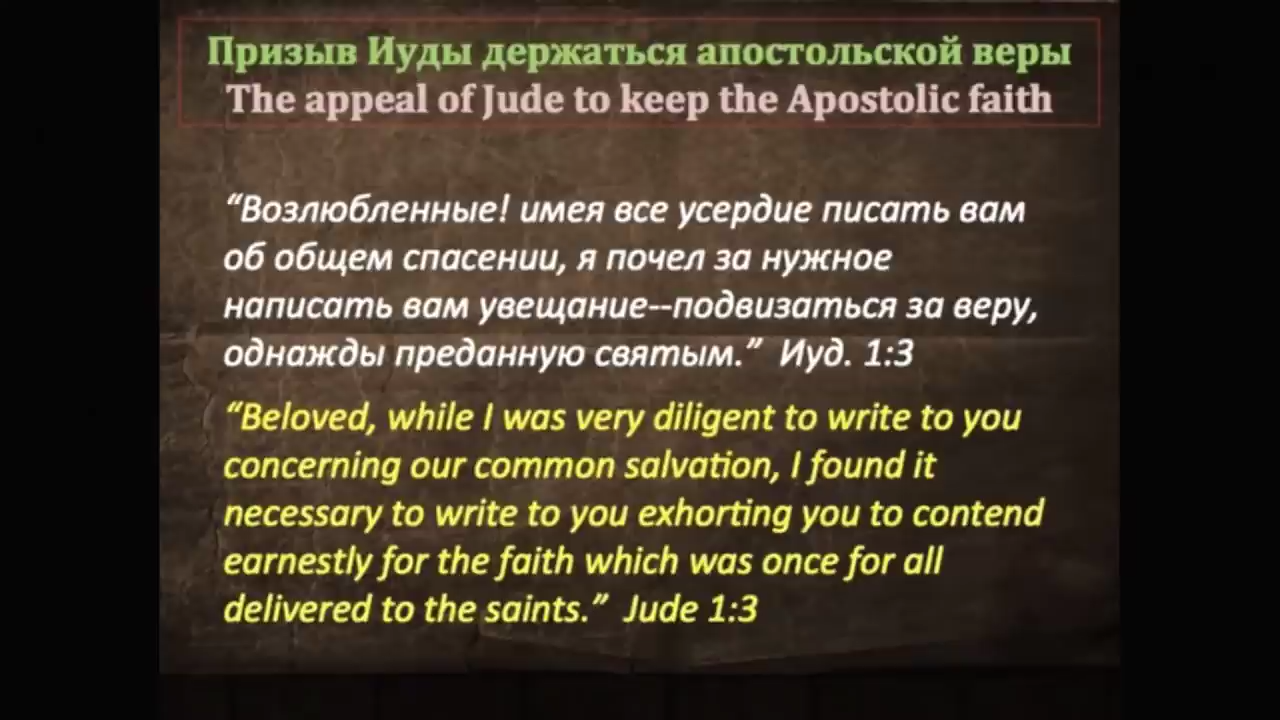 Призыв Иуды держаться апостольской веры
The appeal of Jude to keep the Apostolic faith
“Возлюбленные! имея все усердие писать вам
об общем спасении, я почел за нужное
написать вам увещание--подвизаться за веру,
однажды преданную святым.” Иуд. 1:3
“Beloved, while I was very diligent to write to you
concerning our common salvation, I found it
necessary to write to you exhorting you to contend
earnestly for the faith which was once for all
delivered to the saints.” Jude 1:3